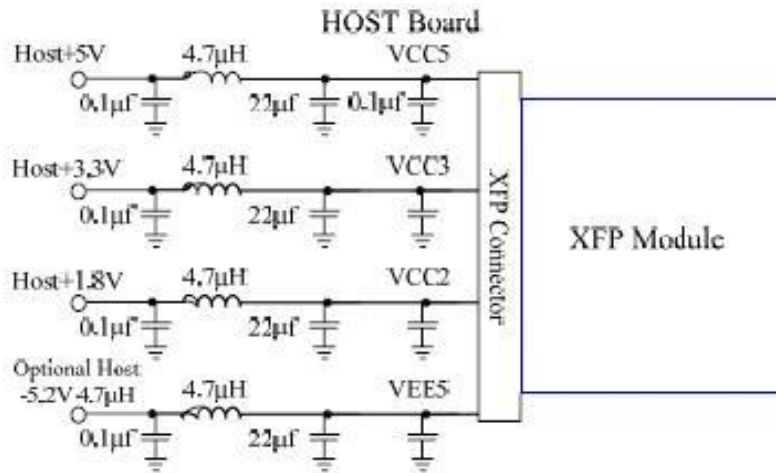 HOST Board
Host+5V
4.7μH
VCC5
0.1μf
22μf
0.1μf
Host+3.3V
4.7μH
VCC3
0.1μf
22μf
Host+1.8V
4.7μH
VCC2
0.1μf
22μf
Optional Host
-5.2V 4.7μH
4.7μH
VEE5
0.1μf
22μf
XFP Connector
XFP Module